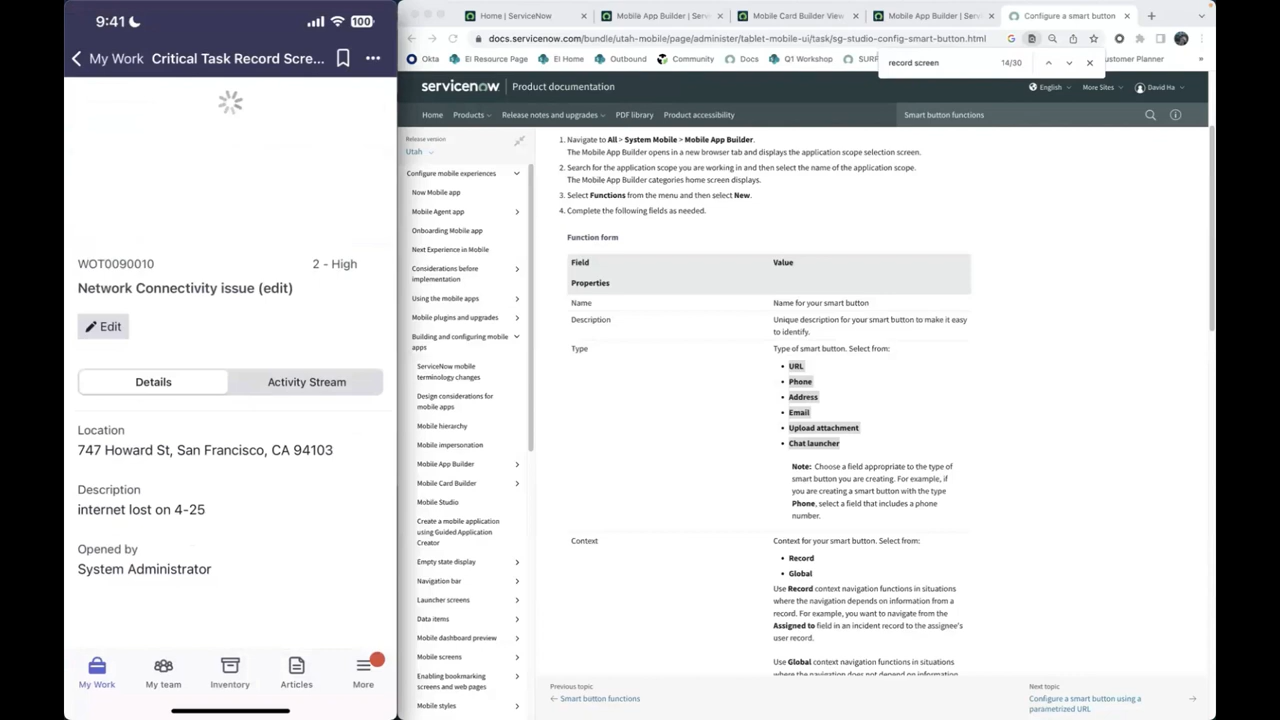 9:41
100
My Work
Critical Task Record Scre...
WOT0090010
2 - High
Network Connectivity issue (edit)
Edit
Details
Activity Stream
Location
747 Howard St, San Francisco, CA 94103
Description
internet lost on 4-25
Opened by
System Administrator
My Work
My team
Inventory
Articles
More
Home | ServiceNow
Mobile App Builder | Servic
Mobile Card Builder View
Mobile App Builder | Servic
Configure a smart button
docs.servicenow.com/bundle/utah-mobile/page/administer/tablet-mobile-ui/task/sg-studio-config-smart-button.html
Okta
EI Resource Page
EI Home
Outbound
Community
Docs
Q1 Workshop
SURF
ustomer Planner
record screen
14/30
servicenow
Product documentation
English
More Sites
David Ha
Home
Products
Release notes and upgrades
PDF library
Product accessibility
Smart button functions
Release version
Utah
Configure mobile experiences
Now Mobile app
Mobile Agent app
Onboarding Mobile app
Next Experience in Mobile
Considerations before
implementation
Using the mobile apps
Mobile plugins and upgrades
Building and configuring mobile
apps
ServiceNow mobile
terminology changes
Design considerations for
mobile apps
Mobile hierarchy
Mobile impersonation
Mobile App Builder
Mobile Card Builder
Mobile Studio
Create a mobile application
using Guided Application
Creator
Empty state display
Navigation bar
Launcher screens
Data items
Mobile dashboard preview
Mobile screens
Enabling bookmarking
screens and web pages
Mobile styles
1. Navigate to All > System Mobile > Mobile App Builder.
The Mobile App Builder opens in a new browser tab and displays the application scope selection screen.
2. Search for the application scope you are working in and then select the name of the application scope.
The Mobile App Builder categories home screen displays.
3. Select Functions from the menu and then select New.
4. Complete the following fields as needed.
Function form
Field
Value
Properties
Name
Name for your smart button
Description
Unique description for your smart button to make it easy
to identify.
Type
Type of smart button. Select from:
• URL
• Phone
• Address
• Email
• Upload attachment
• Chat launcher
Note: Choose a field appropriate to the type of
smart button you are creating. For example, if
you are creating a smart button with the type
Phone, select a field that includes a phone
number.
Context
Context for your smart button. Select from:
• Record
• Global
Use Record context navigation functions in situations
where the navigation depends on information from a
record. For example, you want to navigate from the
Assigned to field in an incident record to the assignee's
user record.
Use Global context navigation functions in situations
where the navigation does not depend on information
Previous topic
← Smart button functions
Next topic
Configure a smart button using a
parametrized URL →